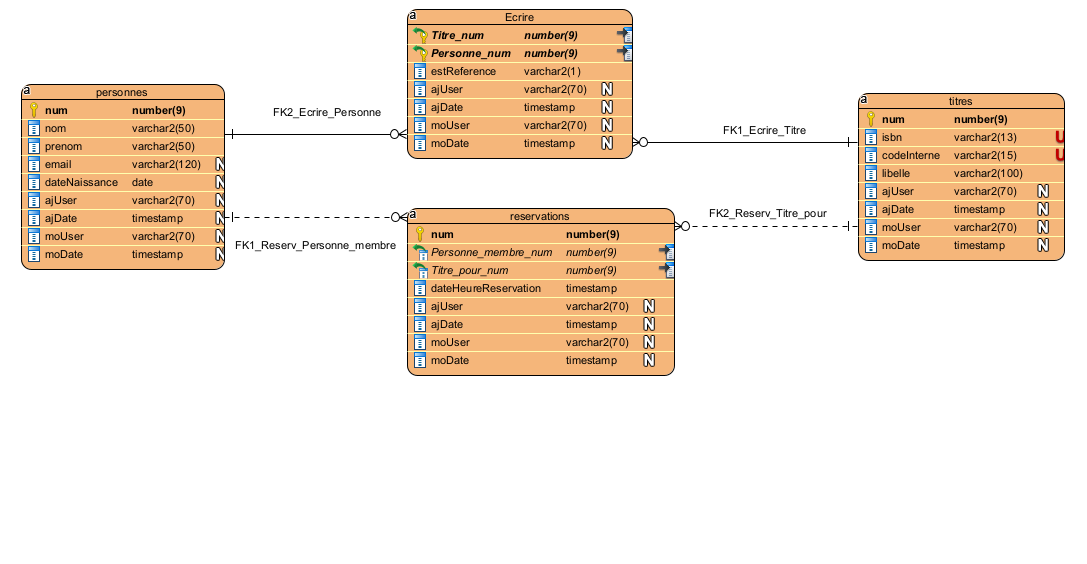 a
Ecrire
Titre_num number(9)
Personne_num number(9)
estReference varchar2(1)
ajUser varchar2(70) N
ajDate timestamp N
moUser varchar2(70) N
moDate timestamp N
a
personnes
num number(9)
nom varchar2(50)
prenom varchar2(50)
email varchar2(120) N
dateNaissance date N
ajUser varchar2(70) N
ajDate timestamp N
moUser varchar2(70) N
moDate timestamp N
FK2_Ecrire_Personne
FK1_Ecrire_Titre
a
titres
num number(9)
isbn varchar2(13) U
codeInterne varchar2(15) U
libelle varchar2(100)
ajUser varchar2(70) N
ajDate timestamp N
moUser varchar2(70) N
moDate timestamp N
FK1_Reserv_Personne_membre
FK2_Reserv_Titre_pour
a
reservations
num number(9)
Personne_membre_num number(9)
Titre_pour_num number(9)
dateHeureReservation timestamp
ajUser varchar2(70) N
ajDate timestamp N
moUser varchar2(70) N
moDate timestamp N